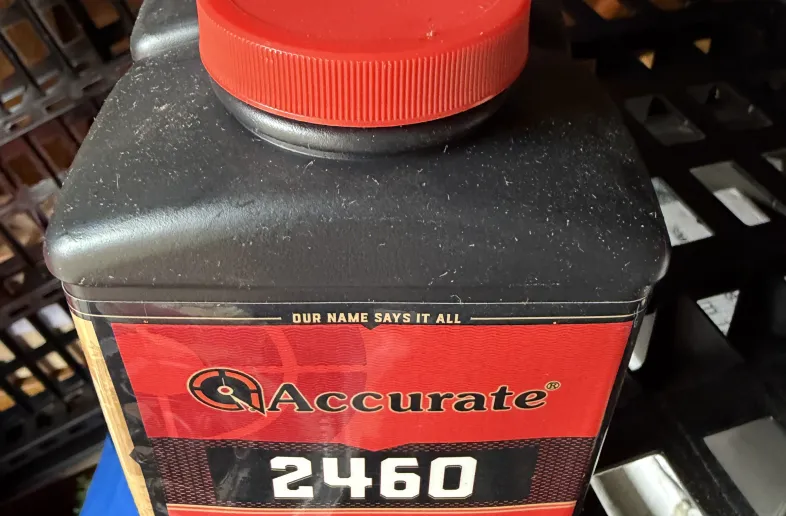 OUR NAME SAYS IT ALL
Accurate®
2460